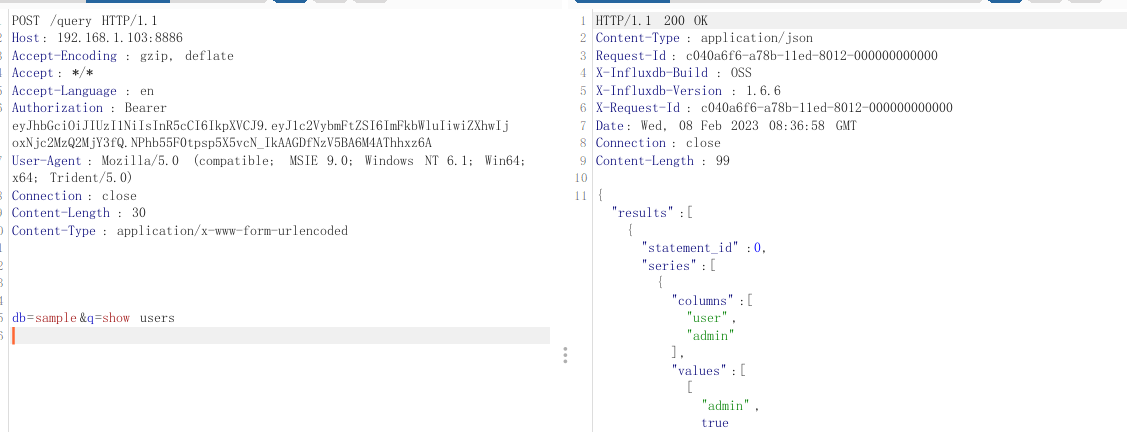 POST /query HTTP/1.1
Host: 192.168.1.103:8886
Accept-Encoding: gzip, deflate
Accept: */*
Accept-Language: en
Authorization: Bearer
eyJhbGciOiJIUzI1NiIsInR5cCI6IkpXVCJ9.eyJ1c2VybmFtZSI6ImFkbWluIiwiZXhwIj
oxNjc2MzQ2MjY3fQ.NPhb55F0tpsp5X5vcN_IkAAGDfNzV5BA6M4AThhxz6A
User-Agent: Mozilla/5.0 (compatible; MSIE 9.0; Windows NT 6.1; Win64;
x64; Trident/5.0)
Connection: close
Content-Length: 30
Content-Type: application/x-www-form-urlencoded
db=sample&q=show users
1 HTTP/1.1 200 OK
2 Content-Type: application/json
3 Request-Id: c040a6f6-a78b-11ed-8012-000000000000
4 X-Influxdb-Build: OSS
5 X-Influxdb-Version: 1.6.6
6 X-Request-Id: c040a6f6-a78b-11ed-8012-000000000000
7 Date: Wed, 08 Feb 2023 08:36:58 GMT
8 Connection: close
9 Content-Length: 99
10
11 {
"results":[
{
"statement_id":0,
"series":[
{
"columns":[
"user",
"admin"
],
"values":[
[
"admin",
true